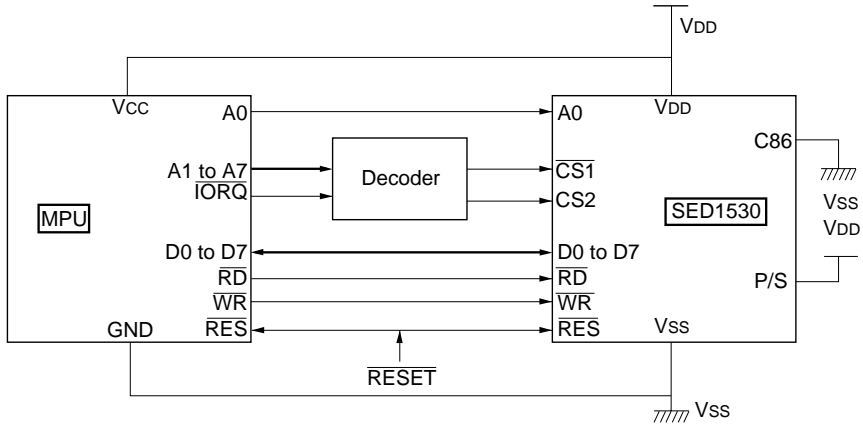 VDD
VCC
VDD
A0
A0
C86
A1 to A7
IORQ
Decoder
CS1
CS2
MPU
SED1530
VSS
VDD
D0 to D7
D0 to D7
RD
RD
P/S
WR
WR
GND
RES
RES
VSS
RESET
VSS